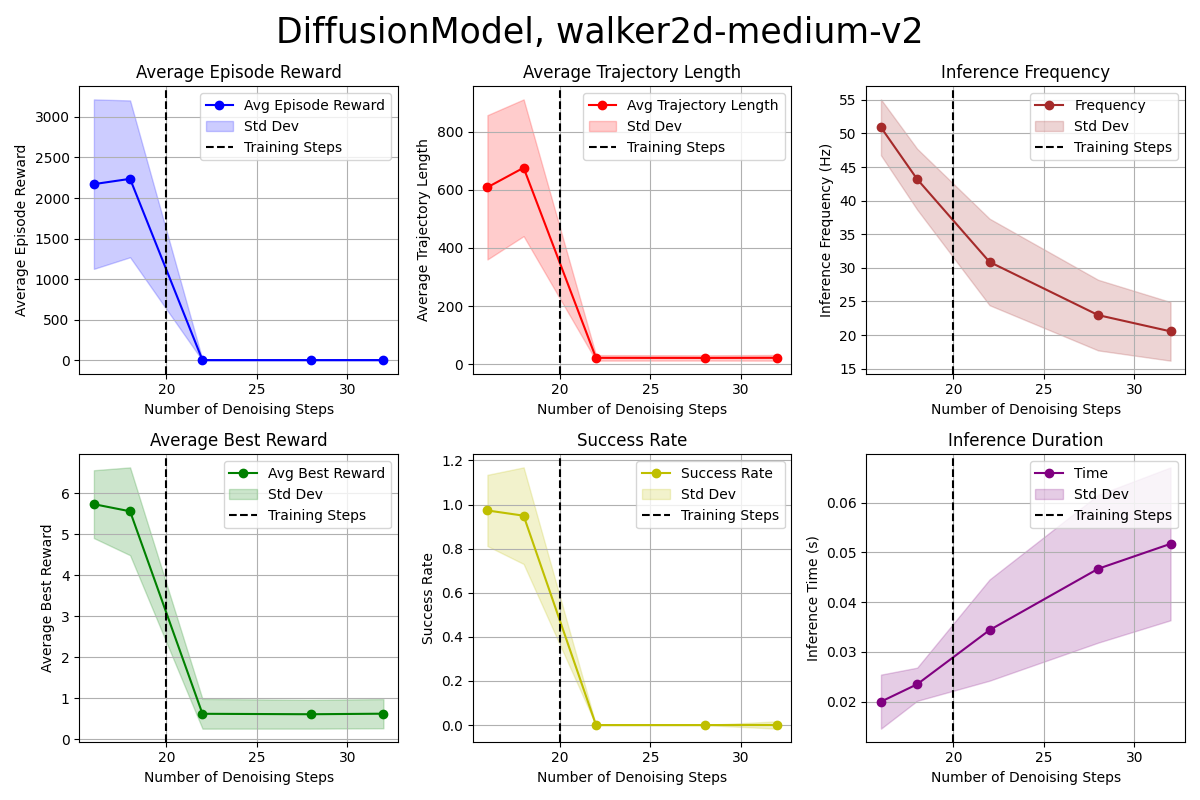 DiffusionModel, walker2d-medium-v2
Average Episode Reward
Avg Episode Reward
Std Dev
Training Steps
3000
2500
2000
1500
1000
500
0
Average Episode Reward
20 25 30
Number of Denoising Steps
Average Trajectory Length
Avg Trajectory Length
Std Dev
Training Steps
800
600
400
200
0
Average Trajectory Length
20 25 30
Number of Denoising Steps
Inference Frequency
Frequency
Std Dev
Training Steps
55
50
45
40
35
30
25
20
15
Inference Frequency (Hz)
20 25 30
Number of Denoising Steps
Average Best Reward
Avg Best Reward
Std Dev
Training Steps
6
5
4
3
2
1
0
Average Best Reward
20 25 30
Number of Denoising Steps
Success Rate
Success Rate
Std Dev
Training Steps
1.2
1.0
0.8
0.6
0.4
0.2
0.0
Success Rate
20 25 30
Number of Denoising Steps
Inference Duration
Time
Std Dev
Training Steps
0.06
0.05
0.04
0.03
0.02
Inference Time (s)
20 25 30
Number of Denoising Steps